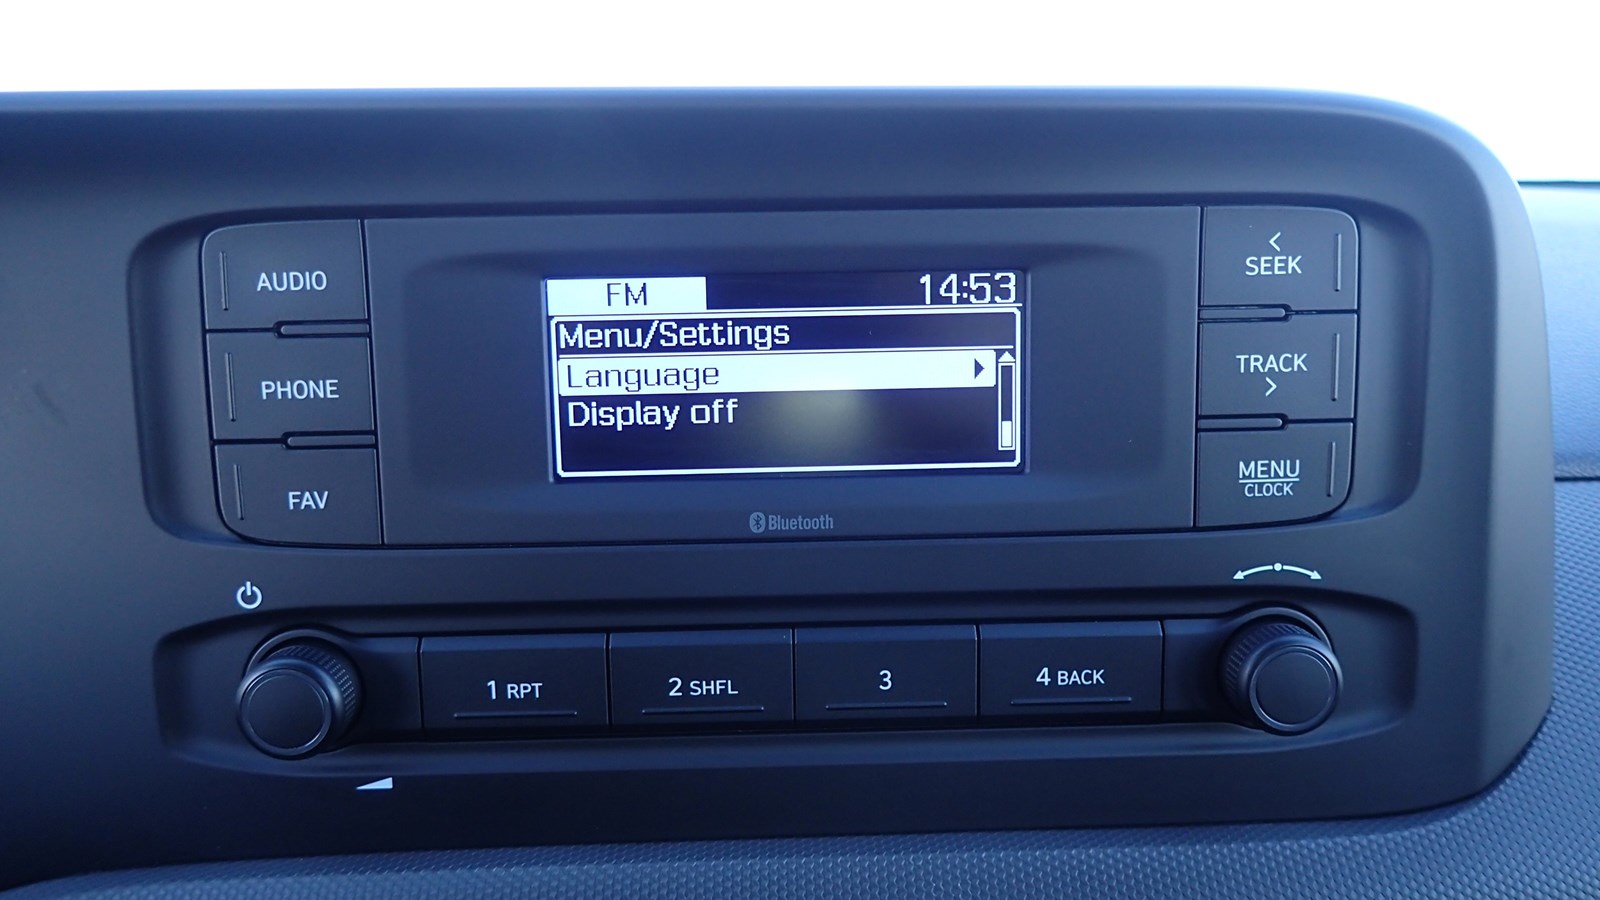 AUDIO
PHONE
FAV
FM 14:53
Menu/Settings
Language
Display off
Bluetooth
SEEK
TRACK
MENU
CLOCK
1 RPT
2 SHFL
3
4 BACK